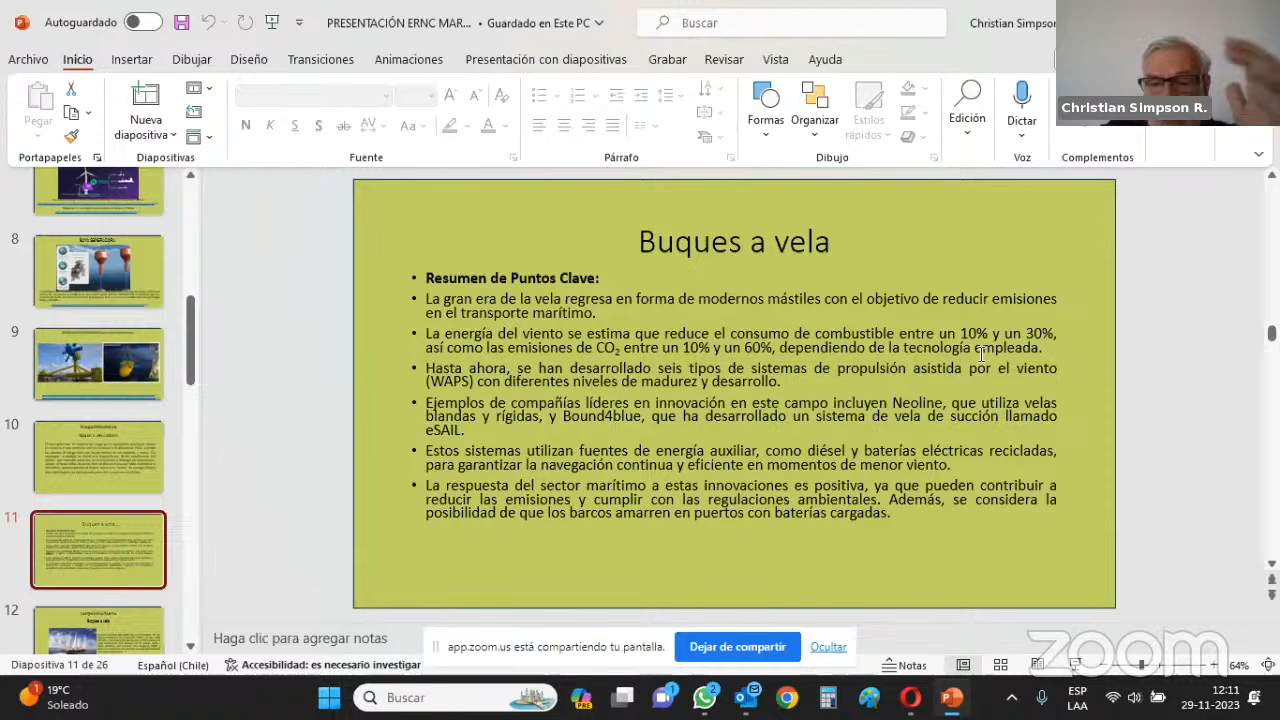 Autoguardado
PRESENTACIÓN ERNC MAR... • Guardado en Este PC
Buscar
Christian Simpson
Archivo Inicio Insertar Dibujar Diseño Transiciones Animaciones Presentación con diapositivas Grabar Revisar Vista Ayuda
Christian Simpson R.
Pegar
Nueva diapositiva
N K S ab AV Aa A
Formas Organizar Estilos rápidos
Edición
Dictar
Complementos
Portapapeles Diapositivas Fuente Párrafo Dibujo Voz Complementos
8
9
10
11
12
Buques a vela
• Resumen de Puntos Clave:
• La gran era de la vela regresa en forma de modernos mástiles con el objetivo de reducir emisiones
en el transporte marítimo.
• La energía del viento se estima que reduce el consumo de combustible entre un 10% y un 30%,
así como las emisiones de CO₂ entre un 10% y un 60%, dependiendo de la tecnología empleada.
• Hasta ahora, se han desarrollado seis tipos de sistemas de propulsión asistida por el viento
(WAPS) con diferentes niveles de madurez y desarrollo.
• Ejemplos de compañías líderes en innovación en este campo incluyen Neoline, que utiliza velas
blandas y rígidas, y Bound4blue, que ha desarrollado un sistema de vela de succión llamado
eSAIL.
• Estos sistemas utilizan fuentes de energía auxiliar, como diésel y baterías eléctricas recicladas,
para garantizar la navegación continua y eficiente en momentos de menor viento.
• La respuesta del sector marítimo a estas innovaciones es positiva, ya que pueden contribuir a
reducir las emisiones y cumplir con las regulaciones ambientales. Además, se considera la
posibilidad de que los barcos amarren en puertos con baterías cargadas.
Haga clic para agregar notas
app.zoom.us está compartiendo tu pantalla.
Dejar de compartir
Ocultar
zoom
Diapositiva 11 de 26
Español (Chile)
Accesibilidad: es necesario investigar
Notas
64%
1
19°C
Soleado
Buscar
PRE
1
2
ESP
LAA
12:11
29-11-2023